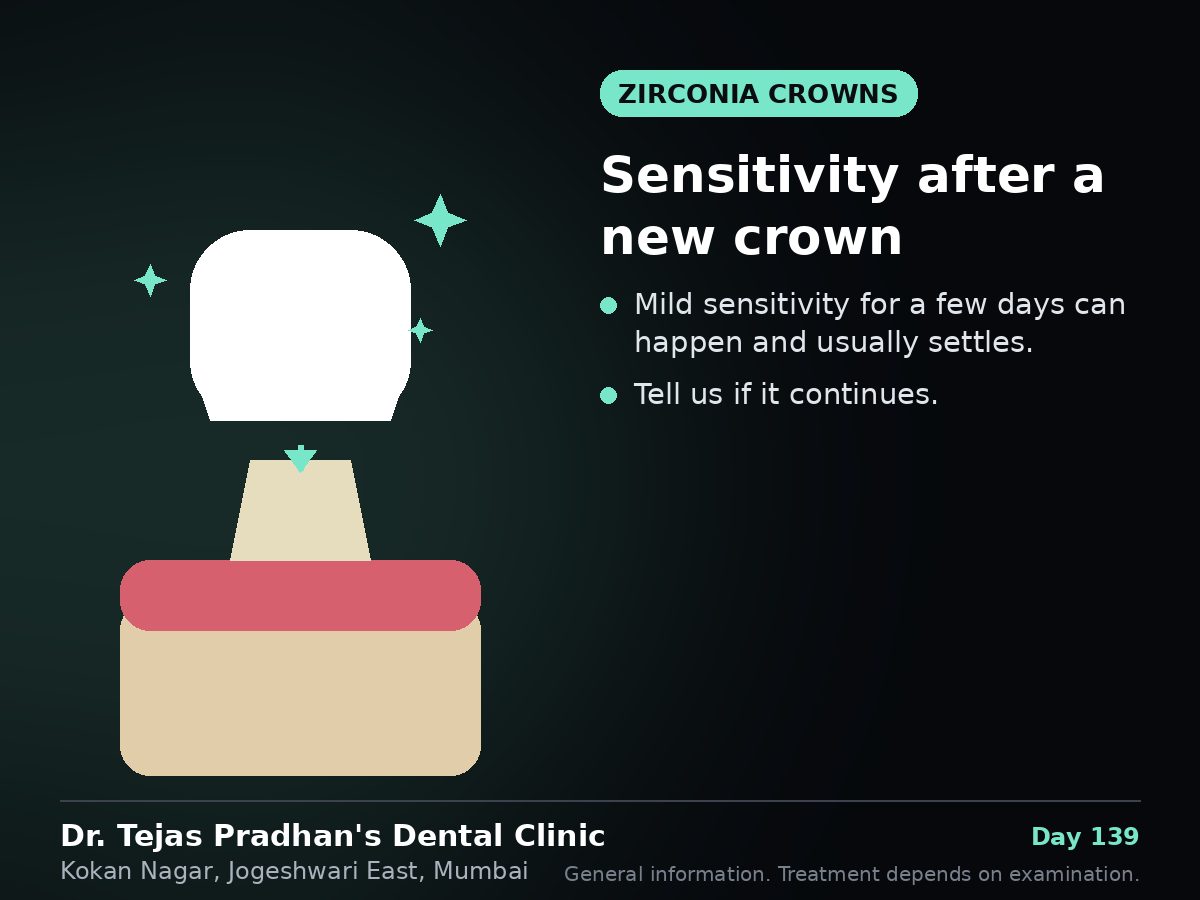 ZIRCONIA CROWNS
Sensitivity after a
new crown
Mild sensitivity for a few days can
happen and usually settles.
Tell us if it continues.
Dr. Tejas Pradhan's Dental Clinic
Day 139
Kokan Nagar, Jogeshwari East, Mumbai
General information. Treatment depends on examination.